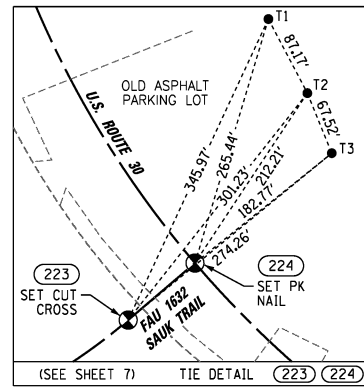 T1
87.17'
OLD ASPHALT
PARKING LOT
T2
U.S. ROUTE 30
67.52'
345.97'
265.44'
T3
301.23'
212.21'
182.77'
274.26'
223
SET CUT
CROSS
224
SET PK
NAIL
FAU 1632
SAUK TRAIL
(SEE SHEET 7) TIE DETAIL 223 224